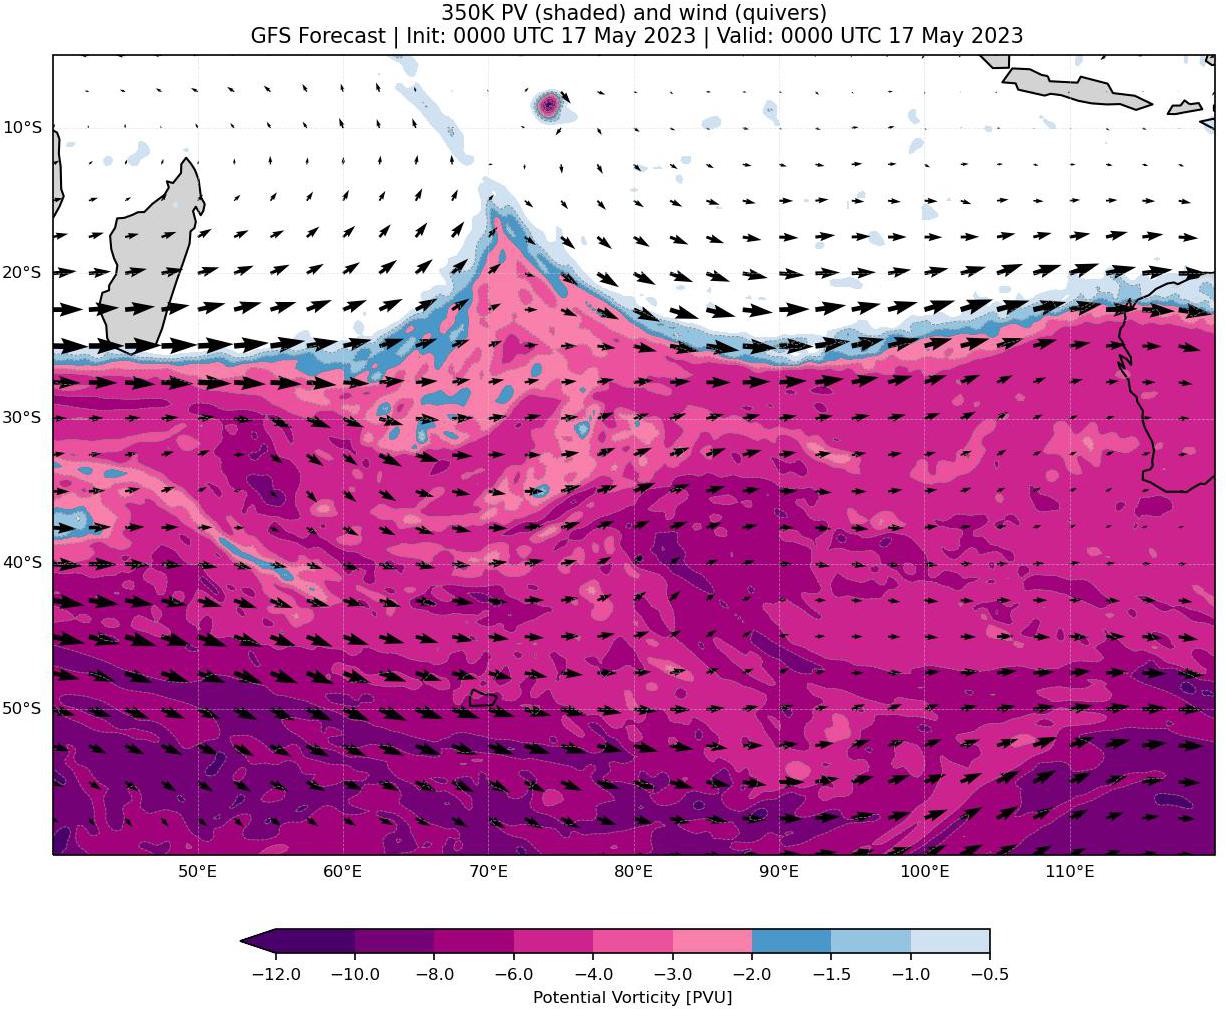 350K PV (shaded) and wind (quivers)
GFS Forecast | Init: 0000 UTC 17 May 2023 | Valid: 0000 UTC 17 May 2023
10°S
20°S
30°S
40°S
50°S
50°E 60°E 70°E 80°E 90°E 100°E 110°E
−12.0 −10.0 −8.0 −6.0 −4.0 −3.0 −2.0 −1.5 −1.0 −0.5
Potential Vorticity [PVU]